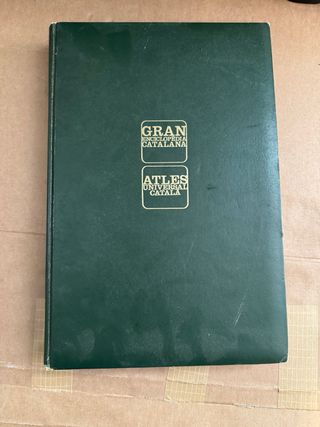 GRAN
ENCICLOPÈDIA
CATALANA
ATLES
UNIVERSAL
CATALÀ